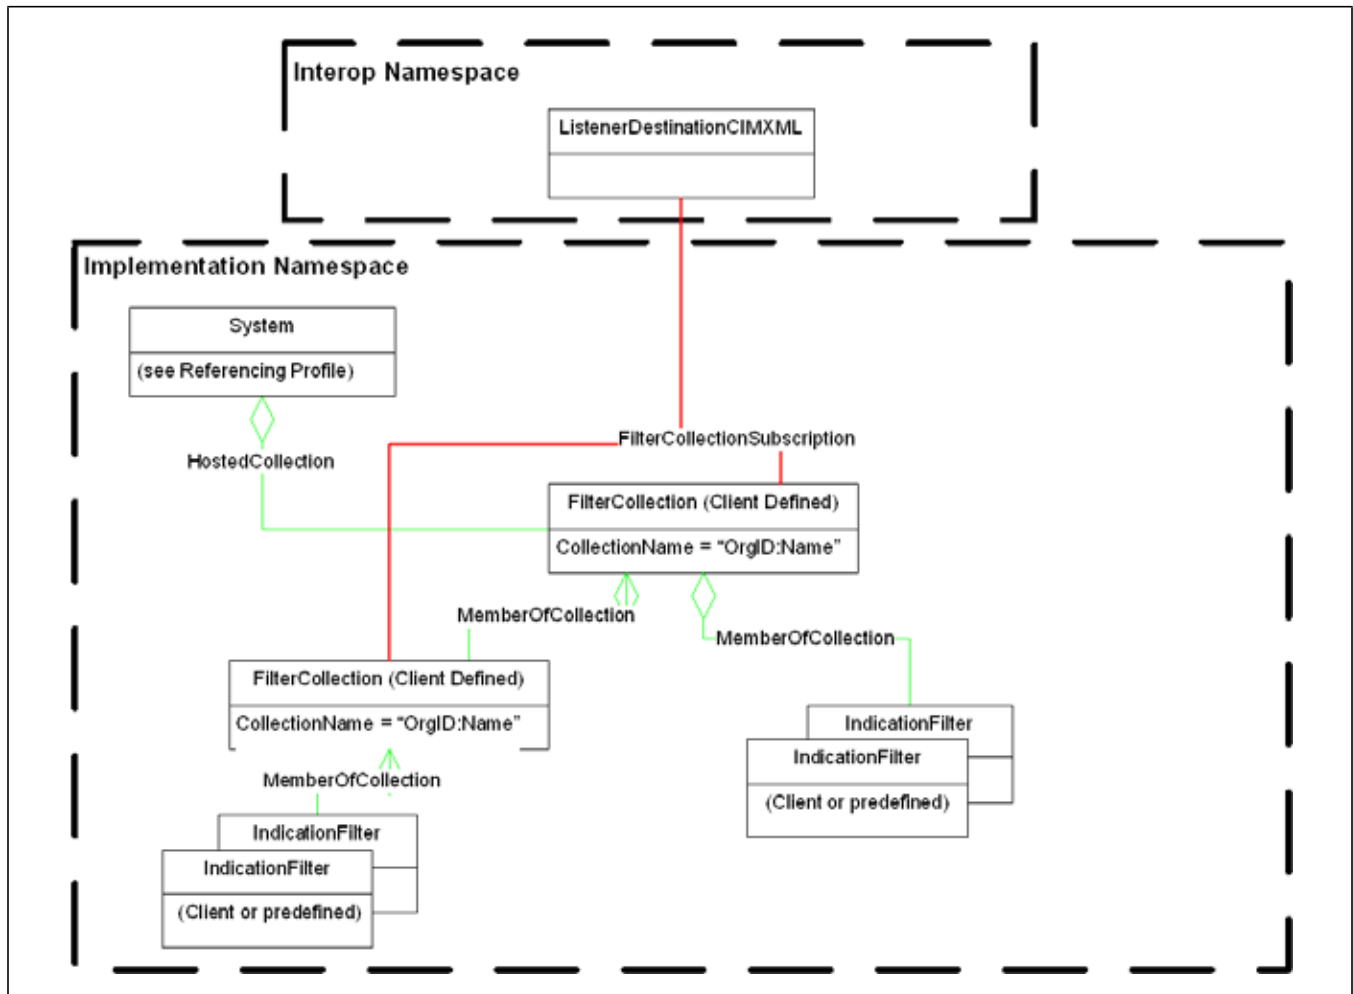 Interop Namespace
ListenerDestinationCIMXML
Implementation Namespace
System
(see Referencing Profile)
HostedCollection
FilterCollectionSubscription
FilterCollection (Client Defined)
CollectionName = “OrgID:Name”
MemberOfCollection
MemberOfCollection
FilterCollection (Client Defined)
CollectionName = “OrgID:Name”
IndicationFilter
IndicationFilter
(Client or predefined)
MemberOfCollection
IndicationFilter
IndicationFilter
(Client or predefined)